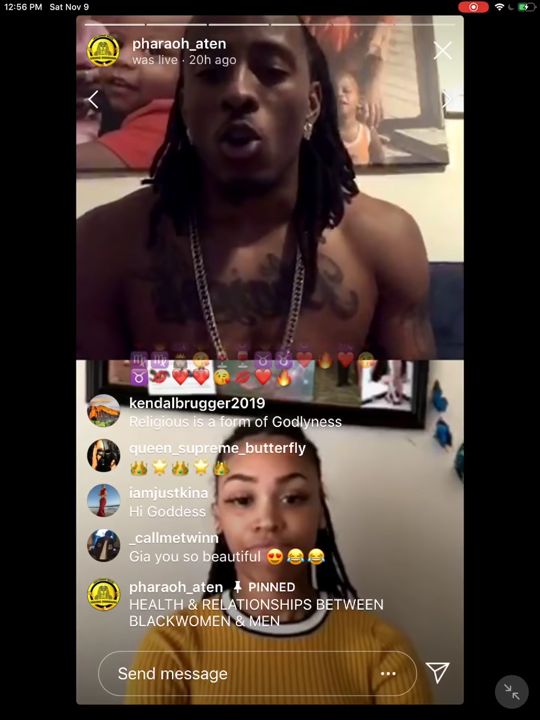 12:56 PM Sat Nov 9
pharaoh_aten
was live · 20h ago
kendalbrugger2019
Religious is a form of Godlyness
queen_supreme_butterfly
iamjustkina
Hi Goddess
_callmetwinn
Gia you so beautiful 😍😂😂
pharaoh_aten PINNED
HEALTH & RELATIONSHIPS BETWEEN
BLACKWOMEN & MEN
Send message